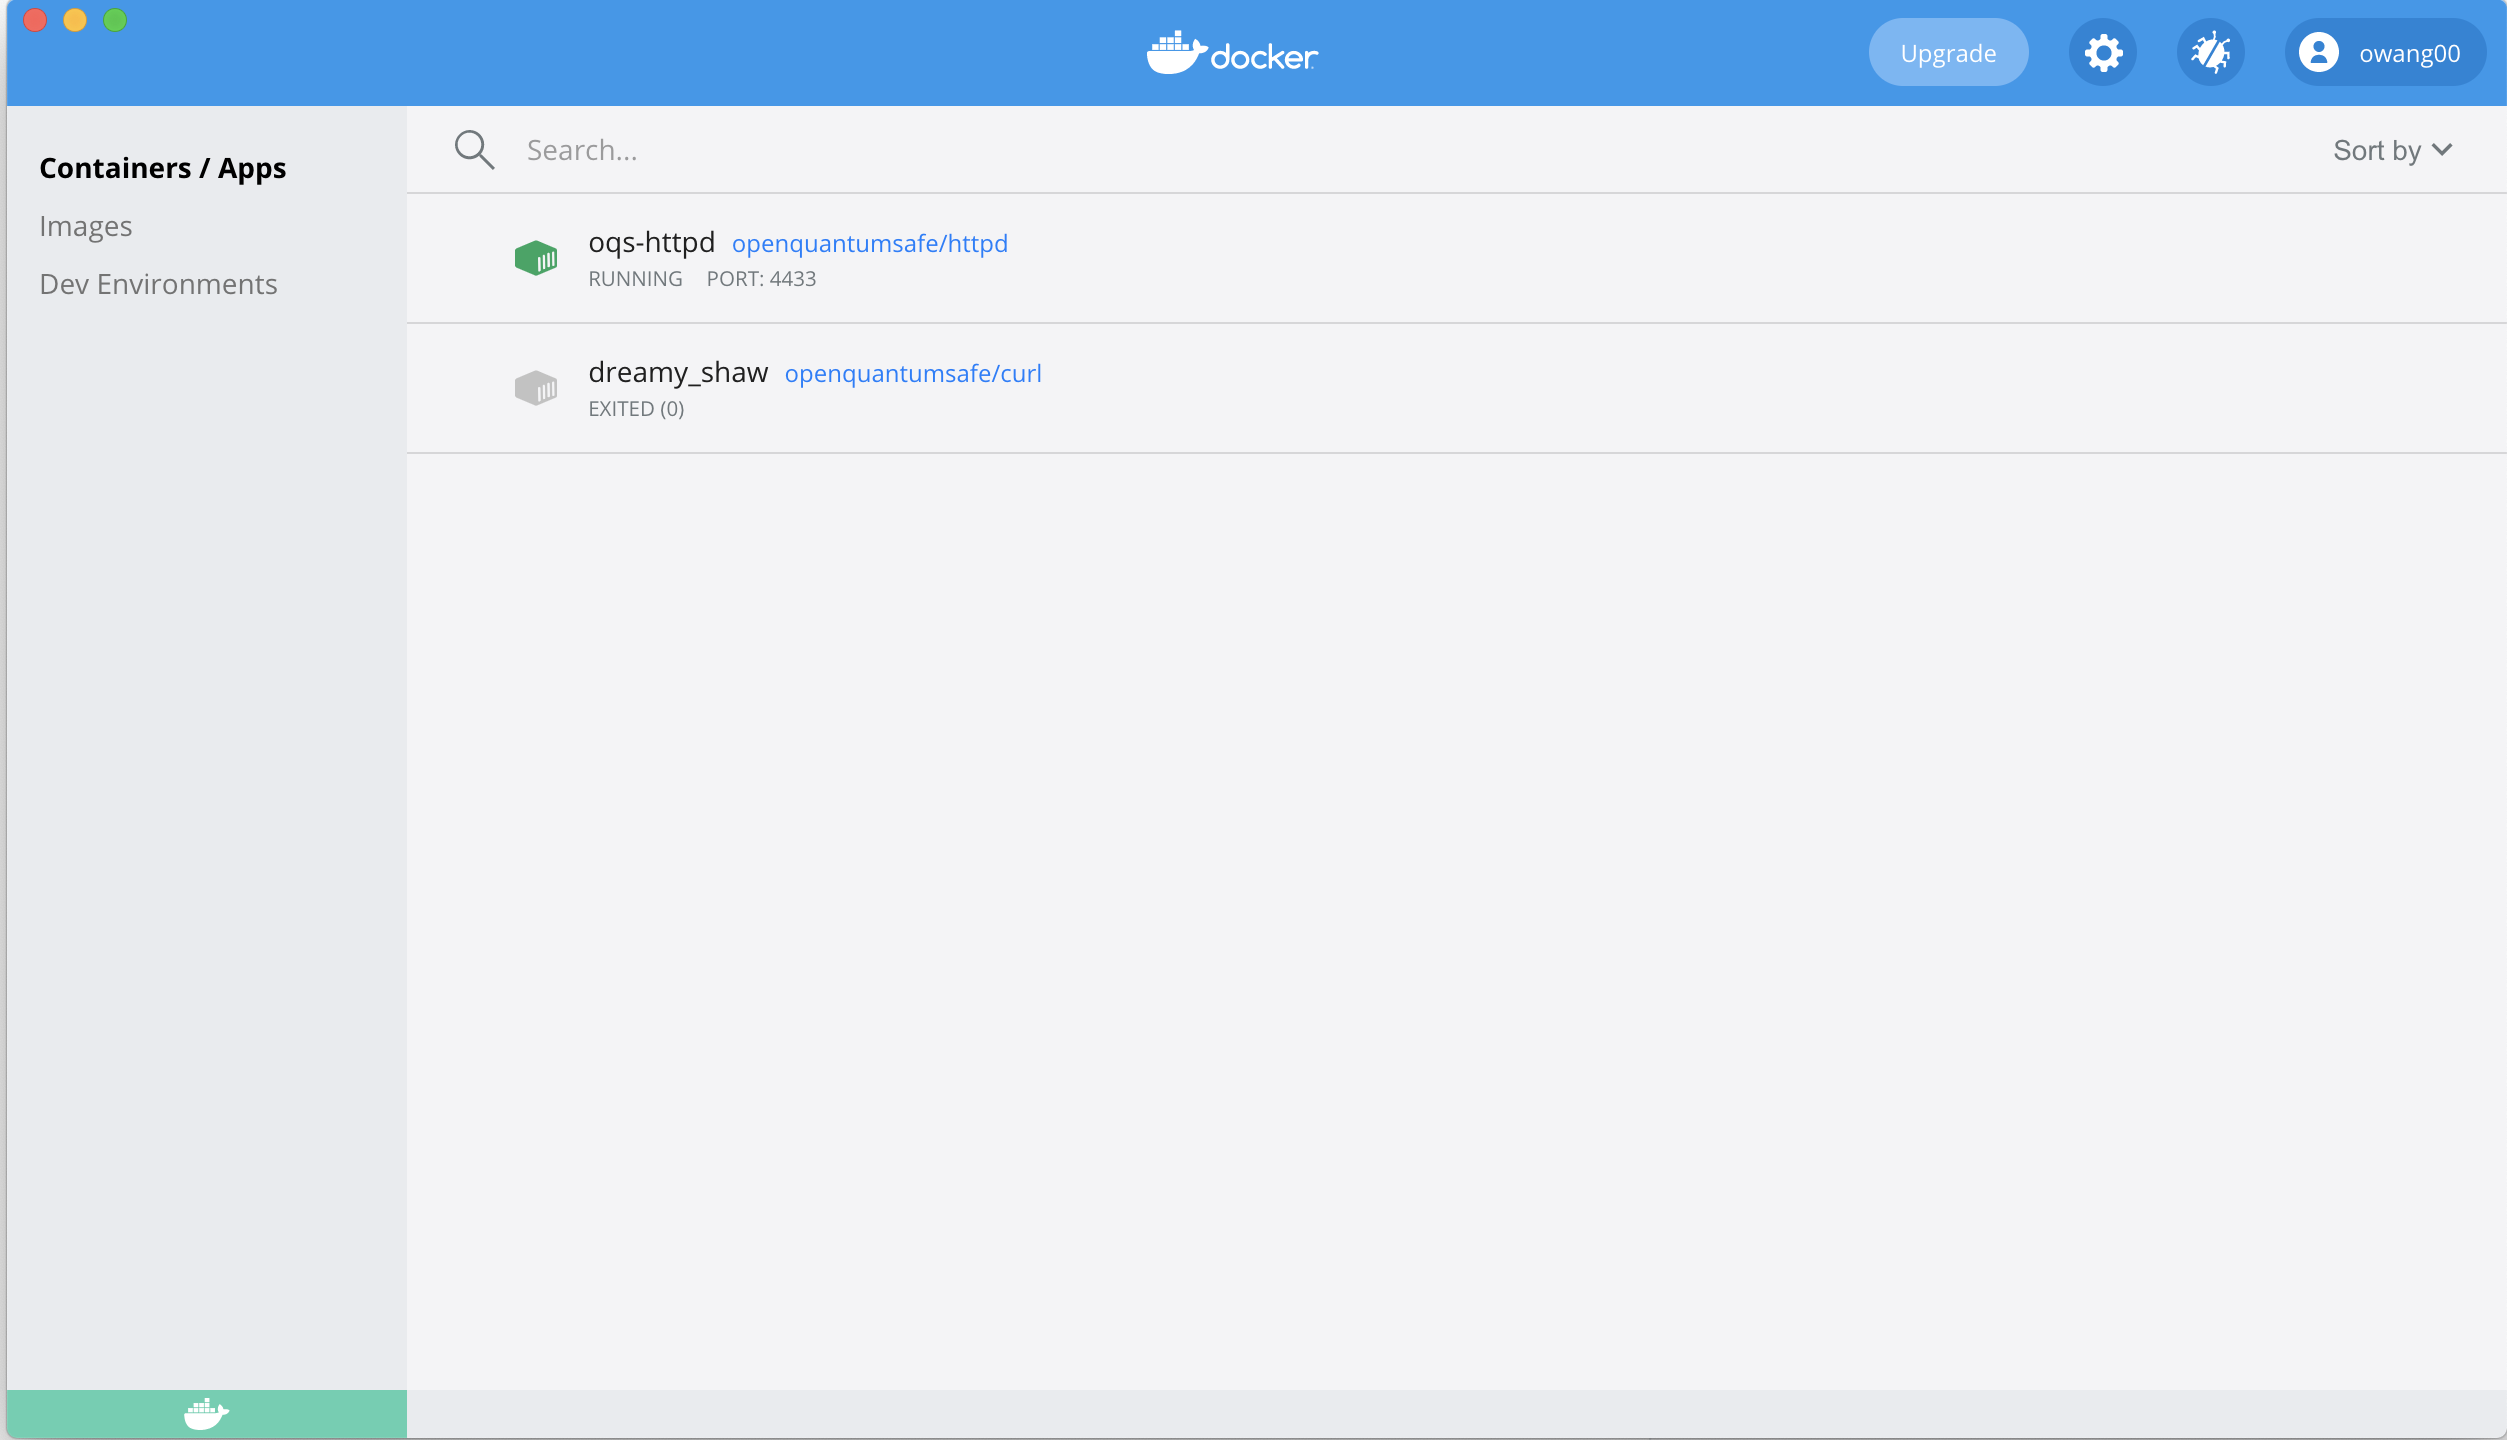 docker
Upgrade
owang00
Containers / Apps
Images
Dev Environments
Search...
Sort by
oqs-httpd openquantumsafe/httpd
RUNNING PORT: 4433
dreamy_shaw openquantumsafe/curl
EXITED (0)